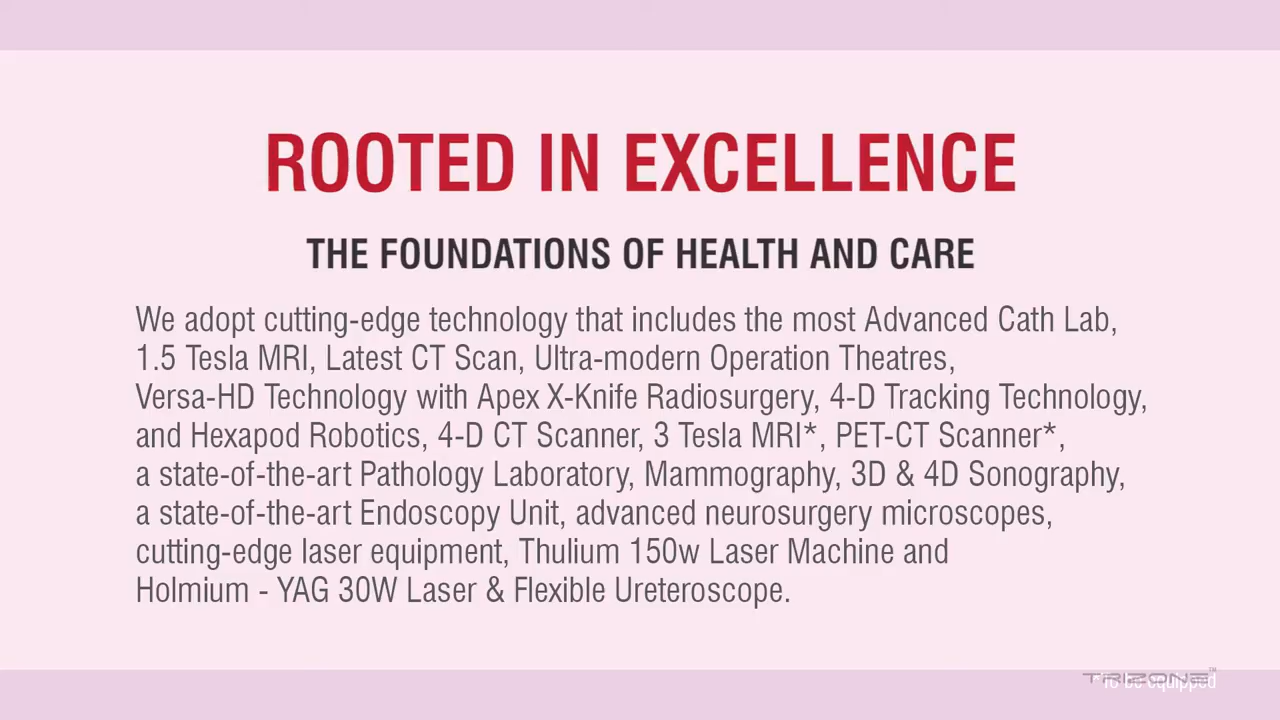 ROOTED IN EXCELLENCE
THE FOUNDATIONS OF HEALTH AND CARE
We adopt cutting-edge technology that includes the most Advanced Cath Lab,
1.5 Tesla MRI, Latest CT Scan, Ultra-modern Operation Theatres,
Versa-HD Technology with Apex X-Knife Radiosurgery, 4-D Tracking Technology,
and Hexapod Robotics, 4-D CT Scanner, 3 Tesla MRI*, PET-CT Scanner*,
a state-of-the-art Pathology Laboratory, Mammography, 3D & 4D Sonography,
a state-of-the-art Endoscopy Unit, advanced neurosurgery microscopes,
cutting-edge laser equipment, Thulium 150w Laser Machine and
Holmium - YAG 30W Laser & Flexible Ureteroscope.
TRIZONE™
*To be equipped